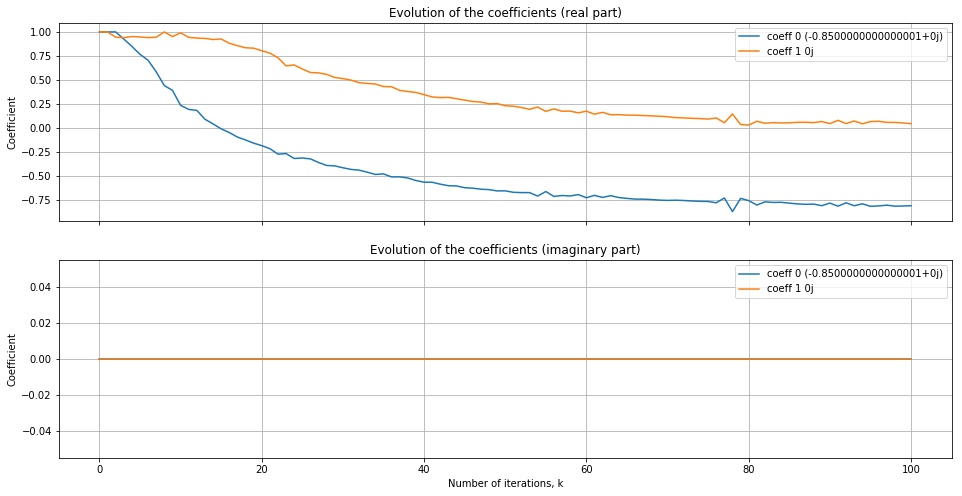 Evolution of the coefficients (real part)
1.00
0.75
0.50
0.25
0.00
−0.25
−0.50
−0.75
Coefficient
coeff 0 (-0.8500000000000001+0j)
coeff 1 0j
Evolution of the coefficients (imaginary part)
0.04
0.02
0.00
−0.02
−0.04
Coefficient
coeff 0 (-0.8500000000000001+0j)
coeff 1 0j
0 20 40 60 80 100
Number of iterations, k